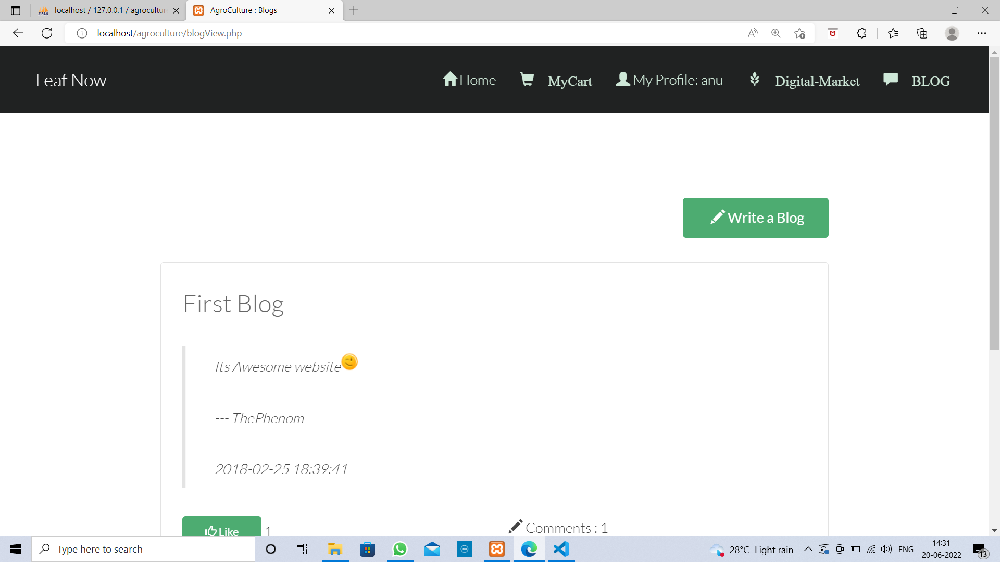 localhost / 127.0.0.1 / agrocultur
AgroCulture : Blogs
localhost/agroculture/blogView.php
Leaf Now
Home
MyCart
My Profile: anu
Digital-Market
BLOG
Write a Blog
First Blog
Its Awesome website😉
--- ThePhenom
2018-02-25 18:39:41
Like 1
Comments : 1
Type here to search
28°C Light rain
ENG
14:31
20-06-2022
13